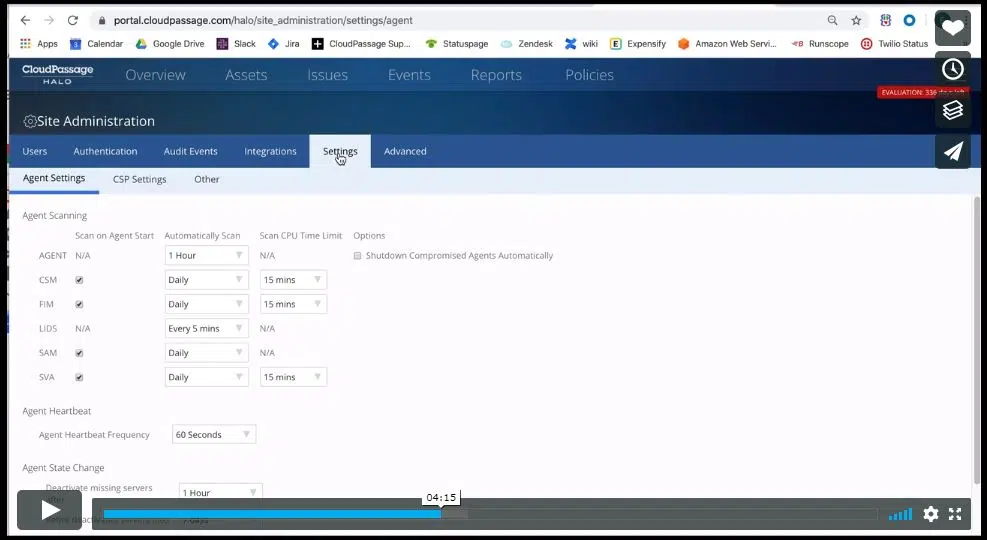 portal.cloudpassage.com/halo/site_administration/settings/agent
Apps Calendar Google Drive Slack Jira CloudPassage Sup... Statuspage Zendesk wiki Expensify Amazon Web Servi... Runscope Twilio Status
CloudPassage
HALO
Overview Assets Issues Events Reports Policies
EVALUATION: 336 days left
Site Administration
Users Authentication Audit Events Integrations Settings Advanced
Agent Settings CSP Settings Other
Agent Scanning
Scan on Agent Start Automatically Scan Scan CPU Time Limit Options
AGENT N/A 1 Hour N/A Shutdown Compromised Agents Automatically
CSM Daily 15 mins
FIM Daily 15 mins
LIDS N/A Every 5 mins N/A
SAM Daily N/A
SVA Daily 15 mins
Agent Heartbeat
Agent Heartbeat Frequency 60 Seconds
Agent State Change
Deactivate missing servers
after 1 Hour
04:15
7 days